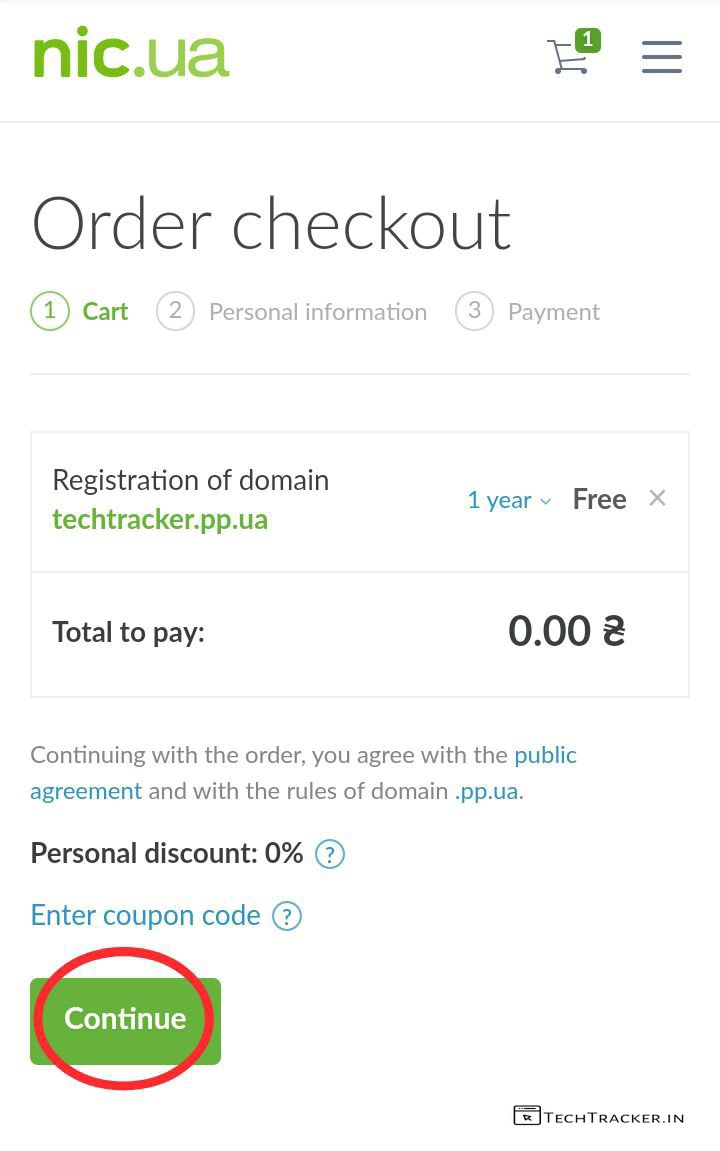 nic.ua
1
Order checkout
1 Cart 2 Personal information 3 Payment
Registration of domain
techtracker.pp.ua
1 year Free ×
Total to pay: 0.00 ₴
Continuing with the order, you agree with the public
agreement and with the rules of domain .pp.ua.
Personal discount: 0% ?
Enter coupon code ?
Continue
TECHTRACKER.IN